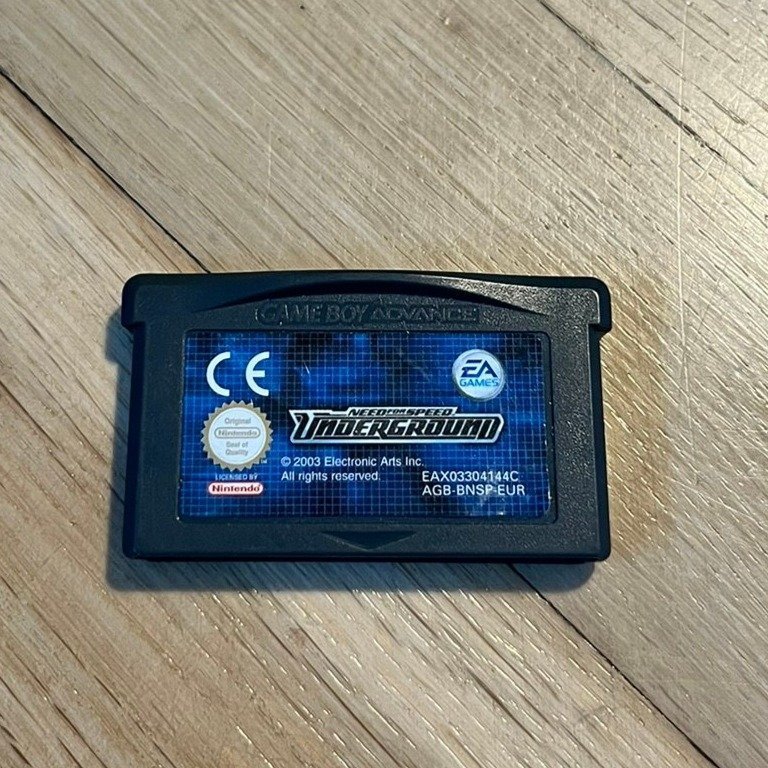 GAME BOY ADVANCE
CE
EA
GAMES
NEED FOR SPEED
UNDERGROUND
Original
Nintendo
Seal of
Quality
LICENSED BY
Nintendo
© 2003 Electronic Arts Inc.
All rights reserved.
EAX03304144C
AGB-BNSP-EUR